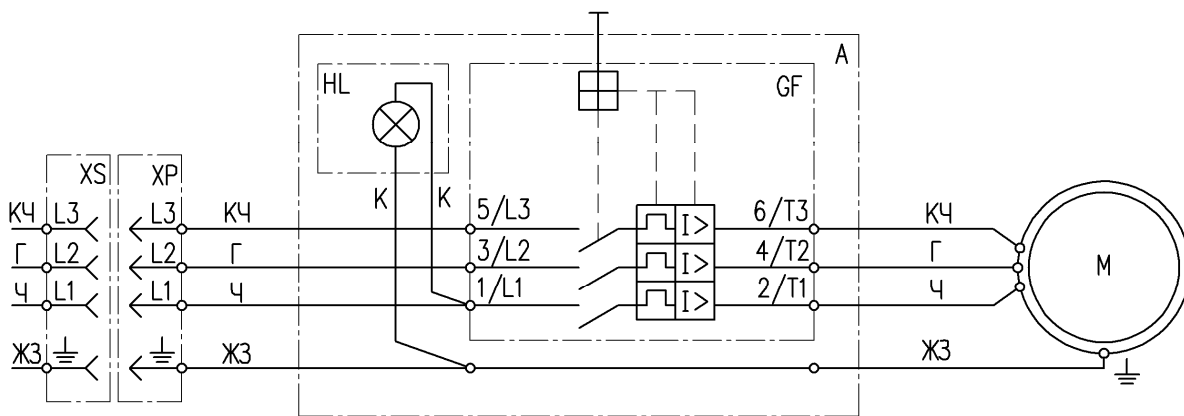 A
HL
GF
XS
XP
К
К
КЧ
L3
L3
КЧ
5/L3
I>
6/T3
КЧ
Г
L2
L2
Г
3/L2
I>
4/T2
Г
М
Ч
L1
L1
Ч
1/L1
I>
2/T1
Ч
ЖЗ
ЖЗ
ЖЗ